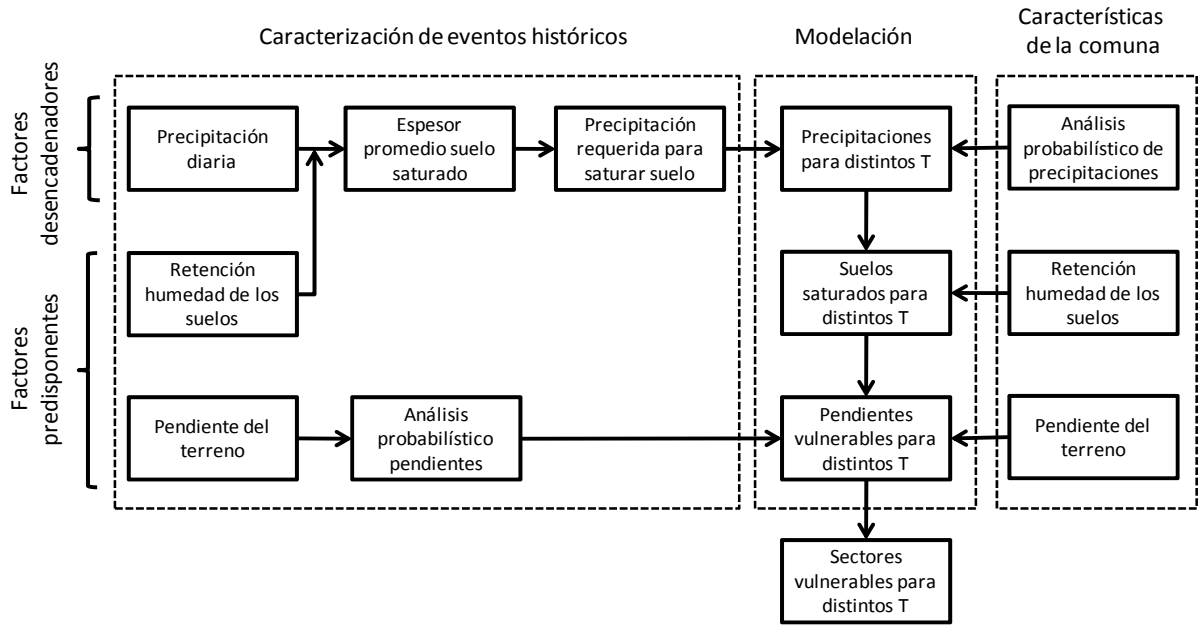 Caracterización de eventos históricos
Modelación
Características
de la comuna
Factores
desencadenadores
Precipitación
diaria
Espesor
promedio suelo
saturado
Precipitación
requerida para
saturar suelo
Precipitaciones
para distintos T
Análisis
probabilístico de
precipitaciones
Factores
predisponentes
Retención
humedad de los
suelos
Suelos
saturados para
distintos T
Retención
humedad de los
suelos
Pendiente del
terreno
Análisis
probabilístico
pendientes
Pendientes
vulnerables para
distintos T
Pendiente del
terreno
Sectores
vulnerables para
distintos T